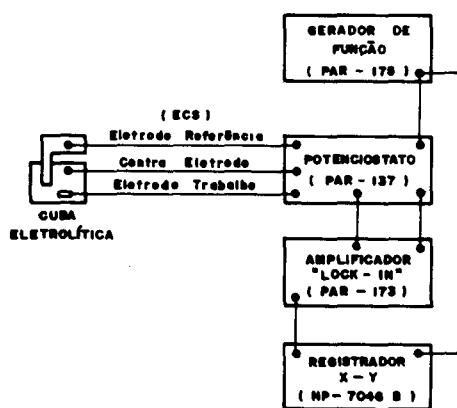 GERADOR DE
FUNÇÃO
( PAR - 175 )
( ECS )
Eletrodo Referência
Contra Eletrodo
Eletrodo Trabalho
CUBA
ELETROLÍTICA
POTENCIOSTATO
( PAR - 137 )
AMPLIFICADOR
"LOCK - IN"
( PAR - 173 )
REGISTRADOR
X - Y
( HP - 7046 B )